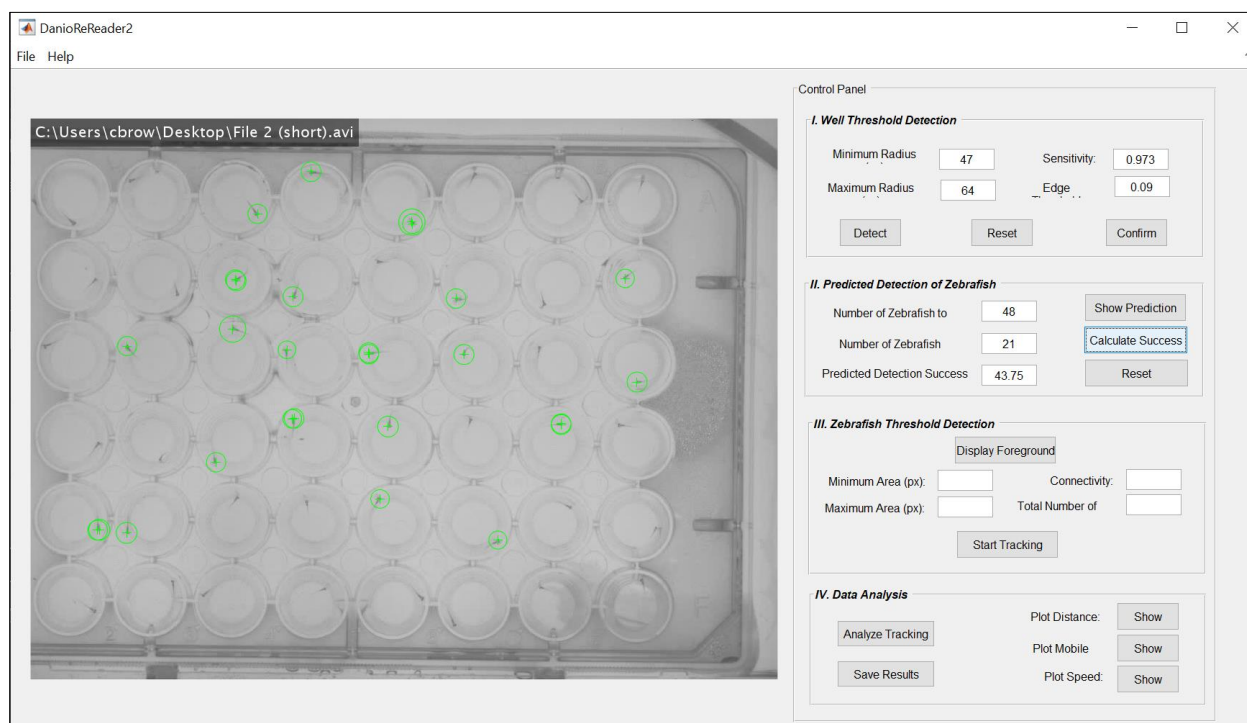 DanioReReader2
File Help
C:\Users\cbrow\Desktop\File 2 (short).avi
A
F
Control Panel
I. Well Threshold Detection
Minimum Radius 47 Sensitivity: 0.973
Maximum Radius 64 Edge 0.09
Detect Reset Confirm
II. Predicted Detection of Zebrafish
Number of Zebrafish to 48 Show Prediction
Number of Zebrafish 21 Calculate Success
Predicted Detection Success 43.75 Reset
III. Zebrafish Threshold Detection
Display Foreground
Minimum Area (px): Connectivity:
Maximum Area (px): Total Number of
Start Tracking
IV. Data Analysis
Plot Distance: Show
Analyze Tracking
Plot Mobile Show
Save Results
Plot Speed: Show